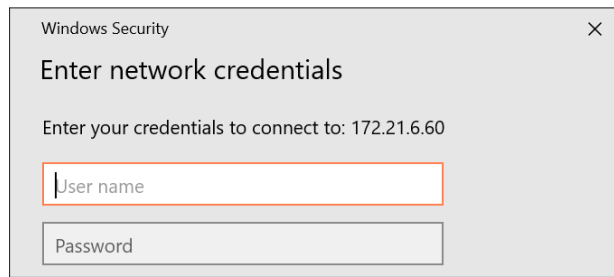 Windows Security
Enter network credentials
Enter your credentials to connect to: 172.21.6.60
User name
Password